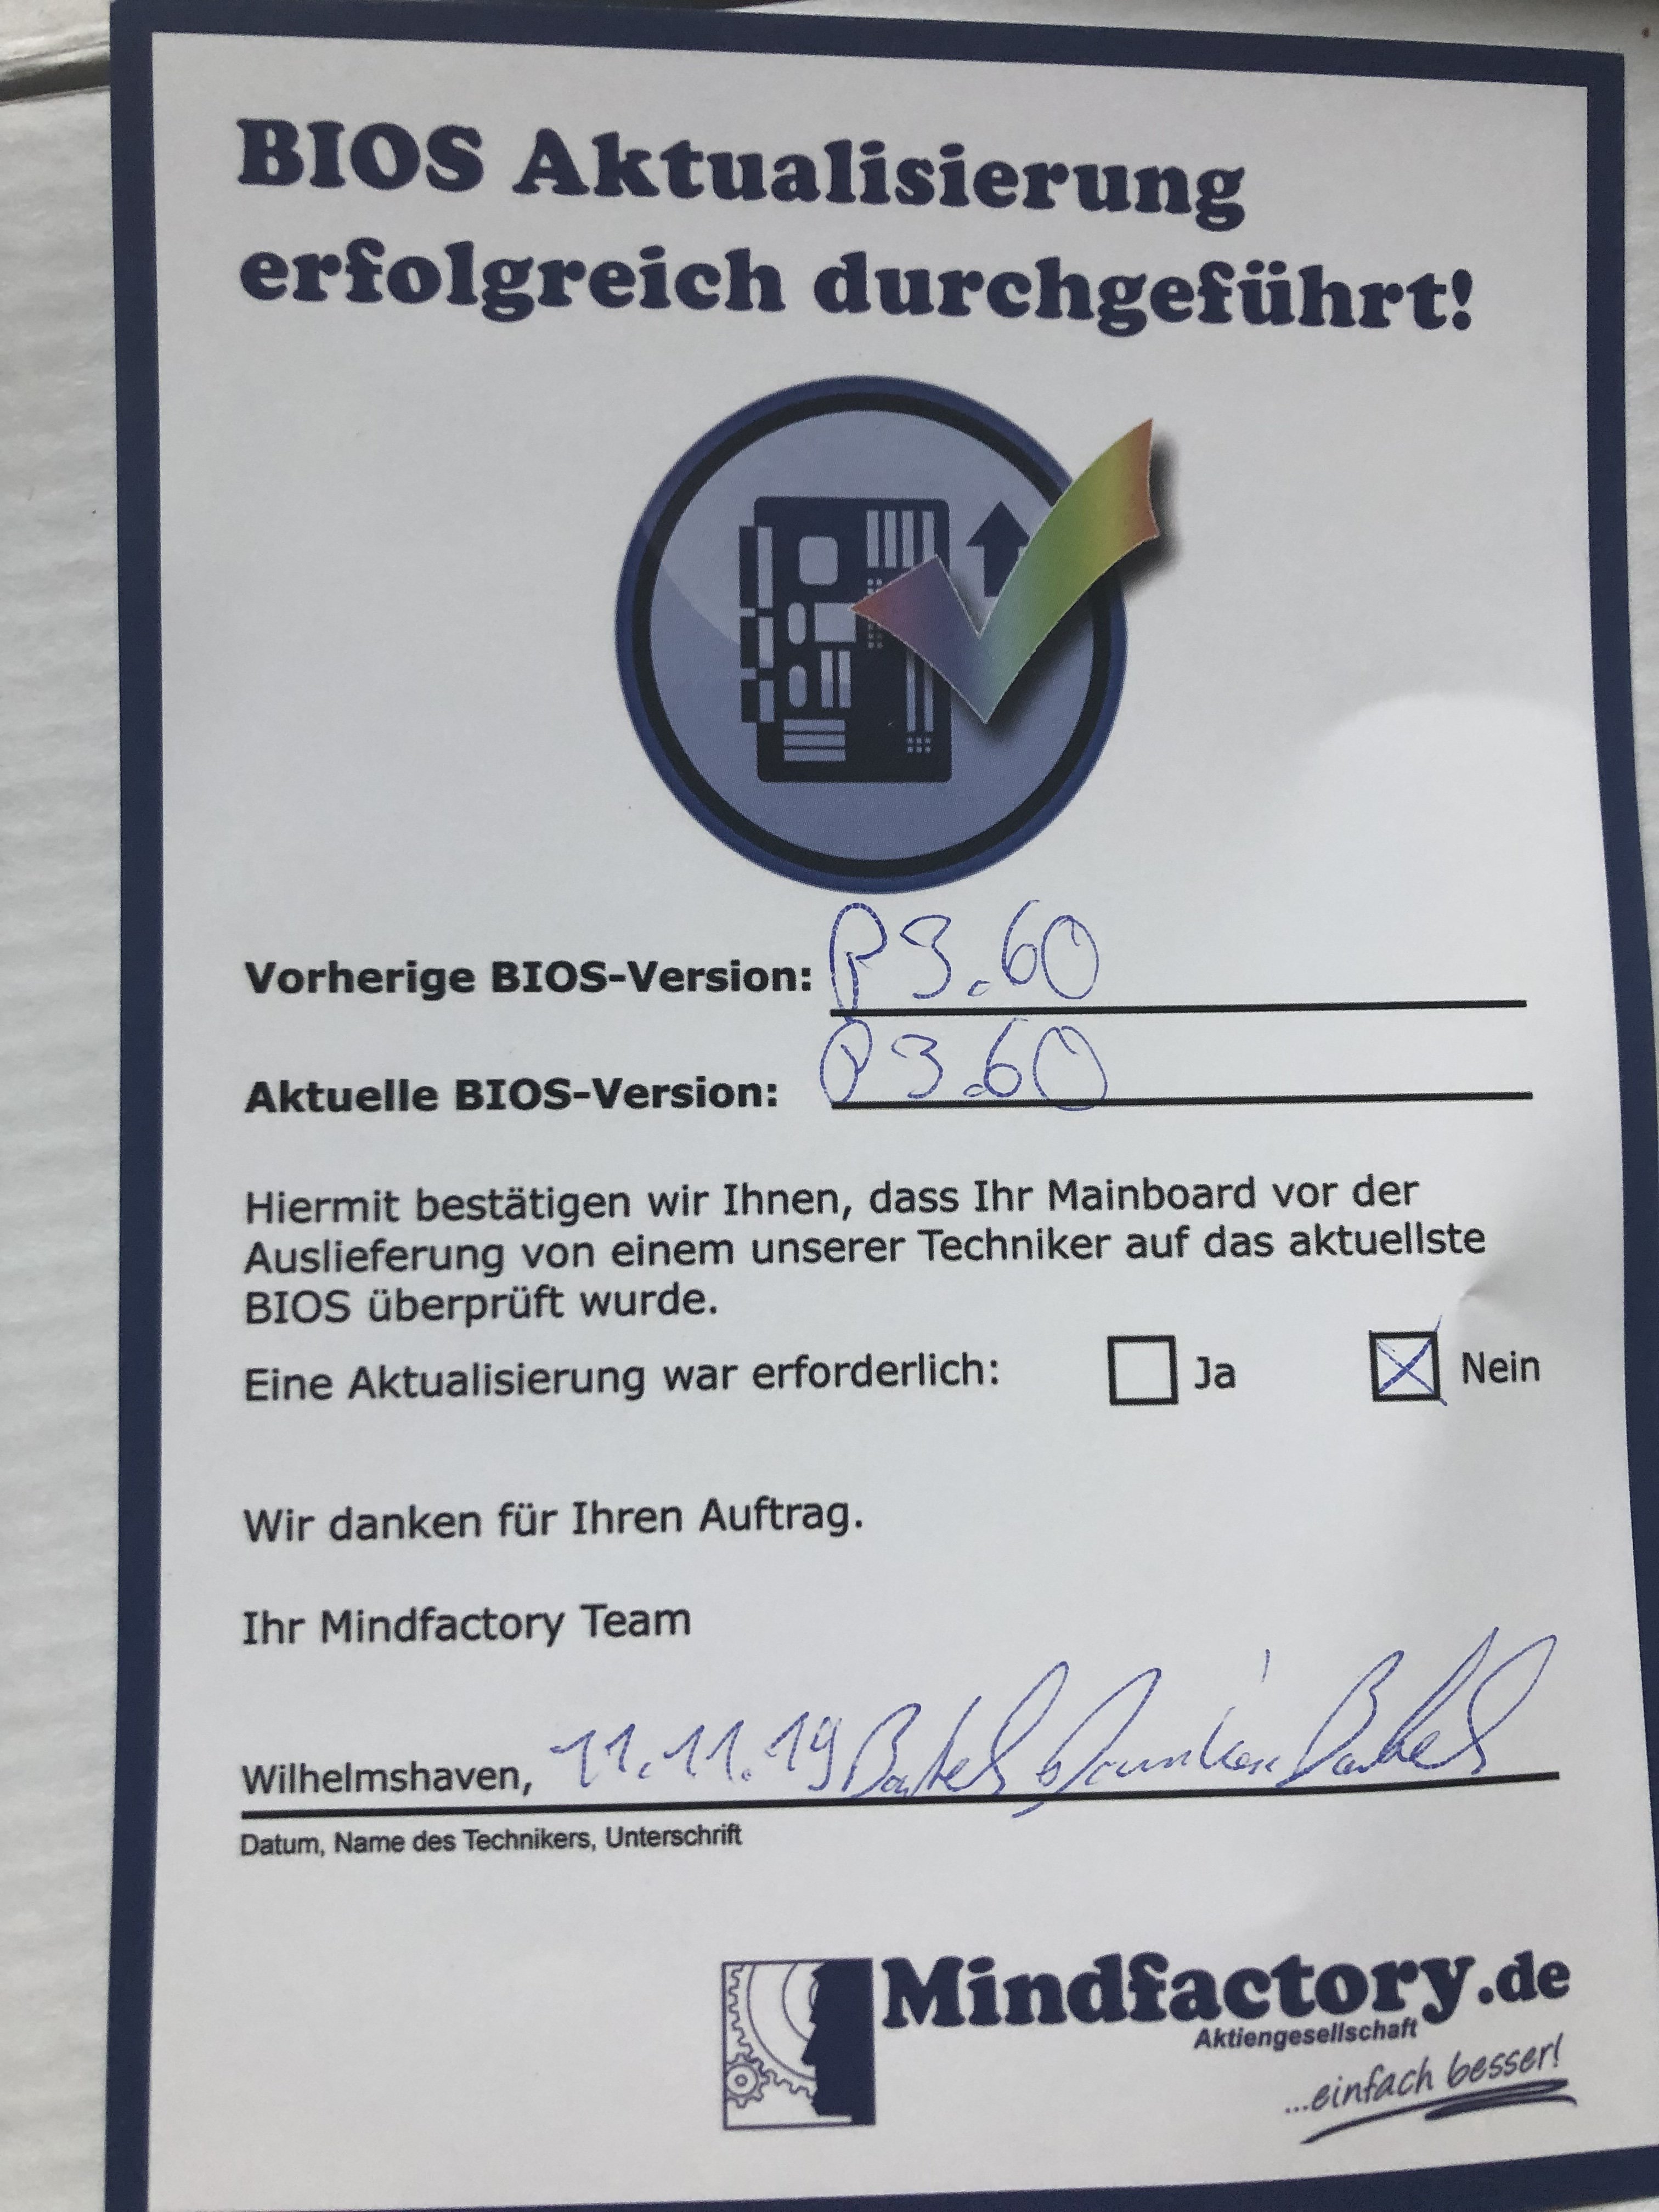 BIOS Aktualisierung
erfolgreich durchgeführt!
Vorherige BIOS-Version: P3.60
Aktuelle BIOS-Version: P3.60
Hiermit bestätigen wir Ihnen, dass Ihr Mainboard vor der
Auslieferung von einem unserer Techniker auf das aktuellste
BIOS überprüft wurde.
Eine Aktualisierung war erforderlich: Ja Nein
Wir danken für Ihren Auftrag.
Ihr Mindfactory Team
Wilhelmshaven, 11.11.19
Datum, Name des Technikers, Unterschrift
Mindfactory.de
Aktiengesellschaft
...einfach besser!